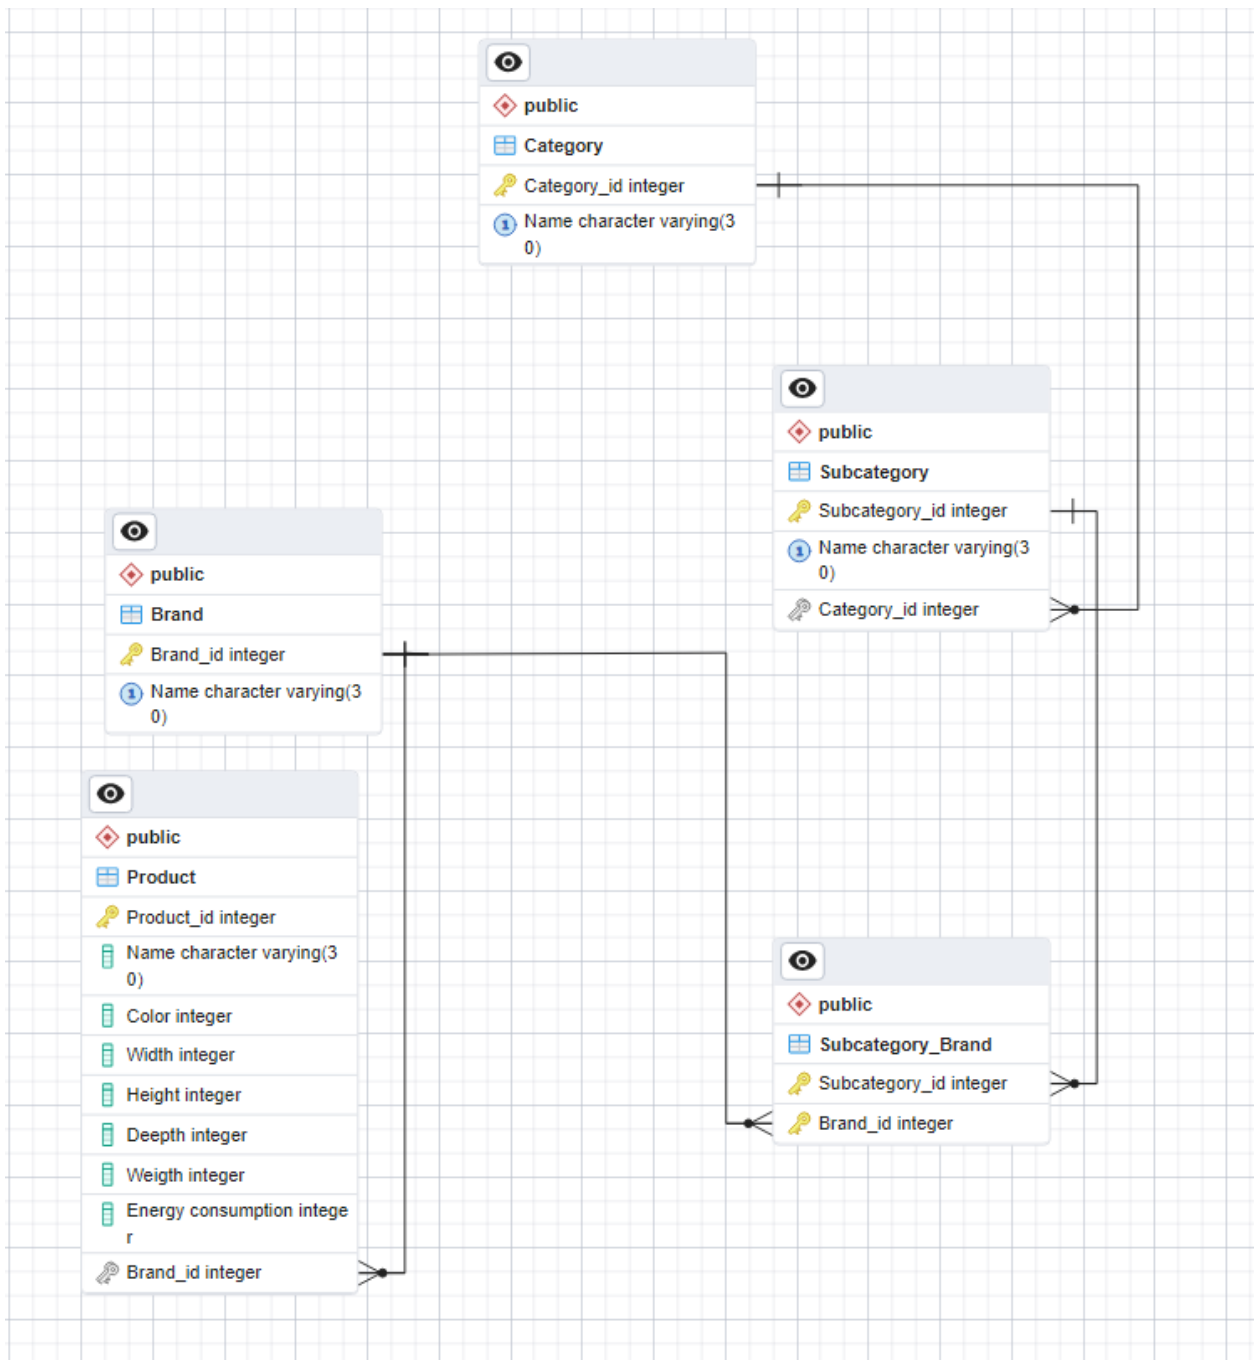 public
Category
Category_id integer
Name character varying(3
0)
public
Subcategory
Subcategory_id integer
1 Name character varying(3
0)
Category_id integer
public
Brand
Brand_id integer
1 Name character varying(3
0)
public
Product
Product_id integer
Name character varying(3
0)
Color integer
Width integer
Height integer
Deepth integer
Weigth integer
Energy consumption intege
r
Brand_id integer
public
Subcategory_Brand
Subcategory_id integer
Brand_id integer